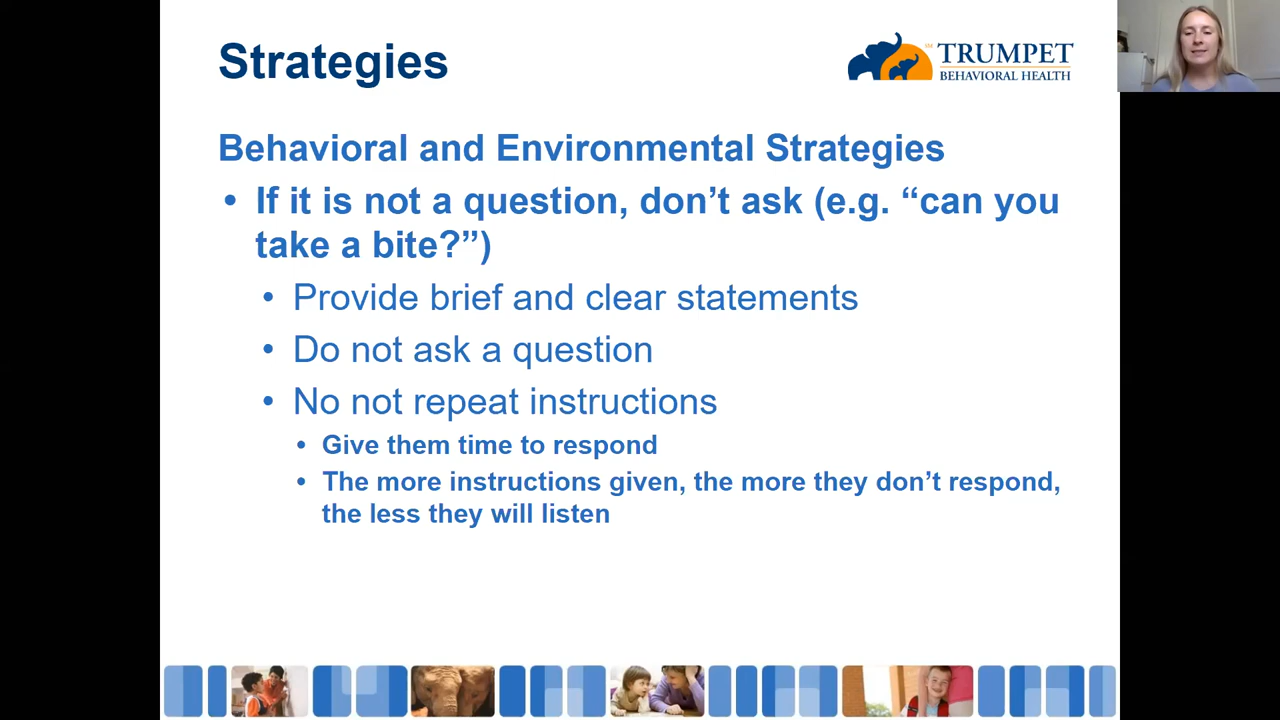 Strategies
SM
TRUMPET
BEHAVIORAL HEALTH
Behavioral and Environmental Strategies
• If it is not a question, don’t ask (e.g. “can you
take a bite?”)
• Provide brief and clear statements
• Do not ask a question
• No not repeat instructions
• Give them time to respond
• The more instructions given, the more they don’t respond,
the less they will listen